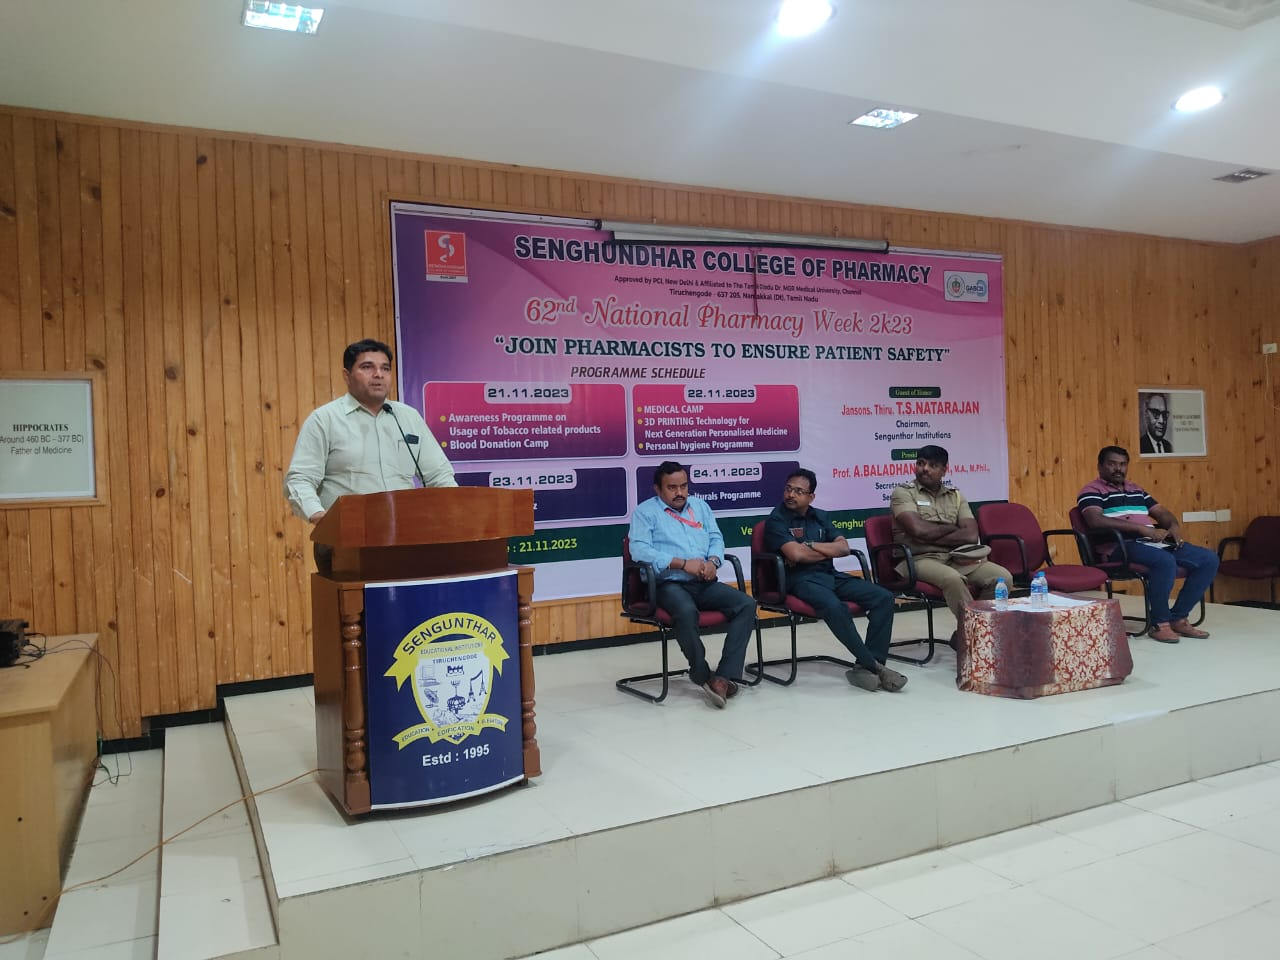 SENGHUNDHAR COLLEGE OF PHARMACY
Approved by PCI, New Delhi & Affiliated to The Tamil Nadu Dr. MGR Medical University, Chennai
Tiruchengode - 637 205, Namakkal (Dt), Tamil Nadu
62nd National Pharmacy Week 2k23
“JOIN PHARMACISTS TO ENSURE PATIENT SAFETY”
PROGRAMME SCHEDULE
21.11.2023
Awareness Programme on
Usage of Tobacco related products
Blood Donation Camp
22.11.2023
MEDICAL CAMP
3D PRINTING Technology for
Next Generation Personalised Medicine
Personal hygiene Programme
23.11.2023
24.11.2023
Programme
Guest of Honor
Jansons. Thiru. T.S.NATARAJAN
Chairman,
Sengunthar Institutions
Prof. M.A., M.Phil.,
: 21.11.2023
HIPPOCRATES
(Around 460 BC – 377 BC)
Father of Medicine
SENGUNTHAR
EDUCATIONAL INSTITUTIONS
TIRUCHENGODE
EDUCATION
EDIFICATION
Estd : 1995